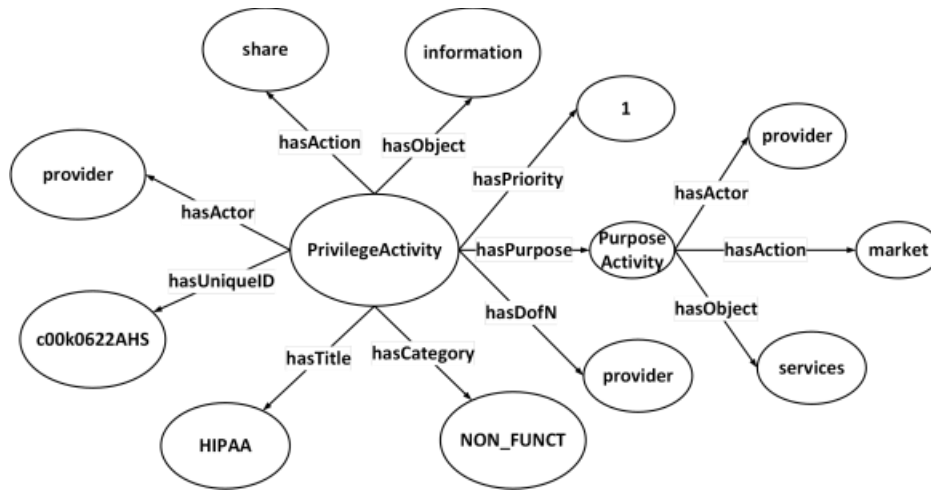 share
information
1
provider
hasAction
hasObject
hasPriority
provider
hasActor
hasActor
PrivilegeActivity
hasPurpose
Purpose
Activity
hasAction
market
hasUniqueID
hasDofN
hasObject
c00k0622AHS
hasTitle
hasCategory
provider
services
HIPAA
NON_FUNCT